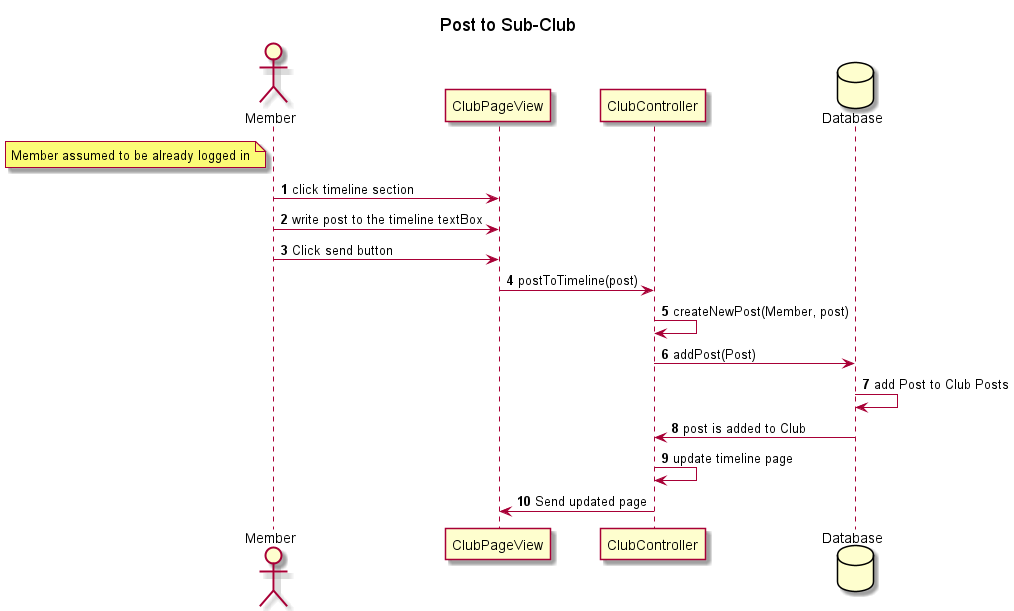 Post to Sub-Club
Member
ClubPageView
ClubController
Database
Member assumed to be already logged in
1 click timeline section
2 write post to the timeline textBox
3 Click send button
4 postToTimeline(post)
5 createNewPost(Member, post)
6 addPost(Post)
7 add Post to Club Posts
8 post is added to Club
9 update timeline page
10 Send updated page
Member
ClubPageView
ClubController
Database